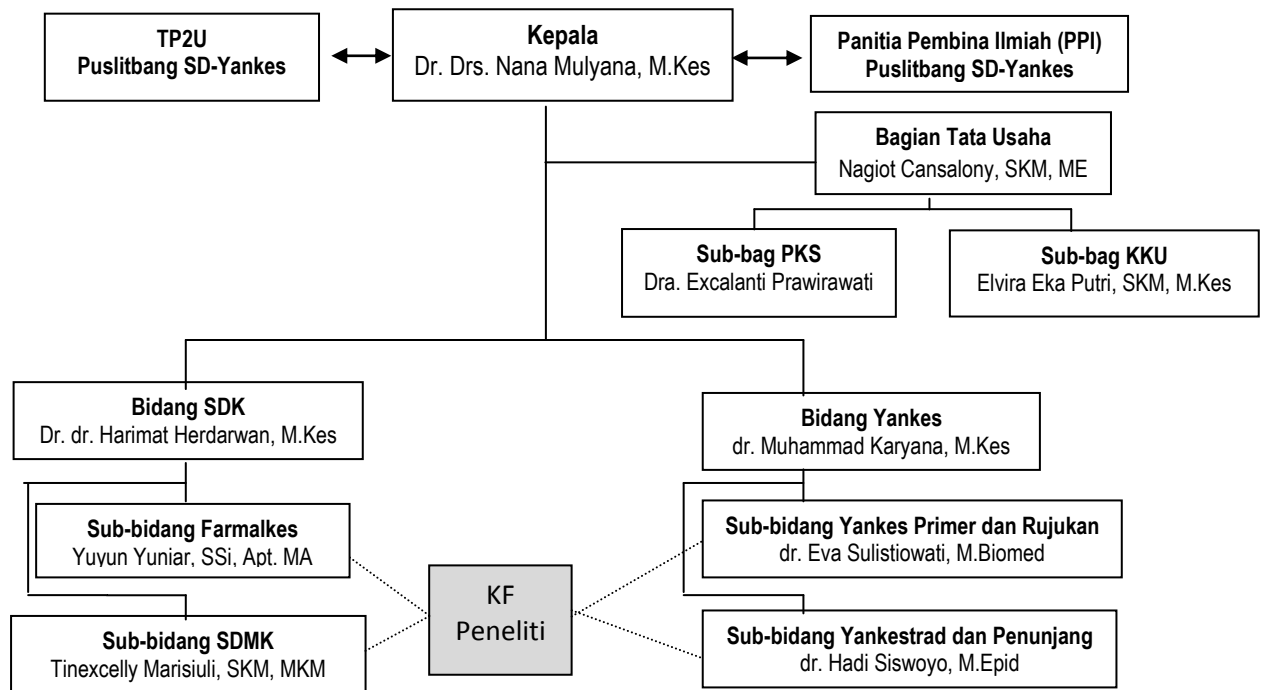 TP2U
Puslitbang SD-Yankes
Kepala
Dr. Drs. Nana Mulyana, M.Kes
Panitia Pembina Ilmiah (PPI)
Puslitbang SD-Yankes
Bagian Tata Usaha
Nagiot Cansalony, SKM, ME
Sub-bag PKS
Dra. Excalanti Prawirawati
Sub-bag KKU
Elvira Eka Putri, SKM, M.Kes
Bidang SDK
Dr. dr. Harimat Herdarwan, M.Kes
Bidang Yankes
dr. Muhammad Karyana, M.Kes
Sub-bidang Farmalkes
Yuyun Yuniar, SSi, Apt. MA
Sub-bidang Yankes Primer dan Rujukan
dr. Eva Sulistiowati, M.Biomed
KF
Peneliti
Sub-bidang SDMK
Tinexcelly Marisiuli, SKM, MKM
Sub-bidang Yankestrad dan Penunjang
dr. Hadi Siswoyo, M.Epid